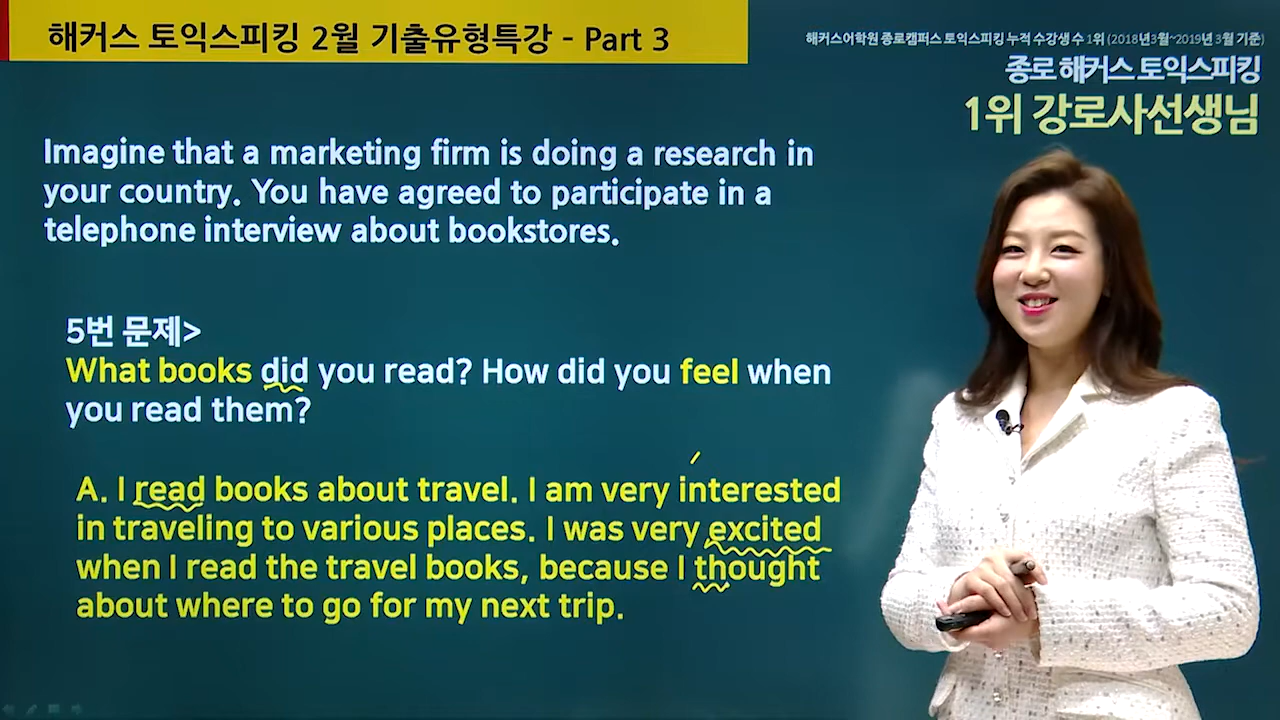 해커스 토익스피킹 2월 기출유형특강 - Part 3
해커스어학원 종로캠퍼스 토익스피킹 누적 수강생 수 1위 (2018년3월~2019년 3월 기준)
종로 해커스 토익스피킹
1위 강로사선생님
Imagine that a marketing firm is doing a research in
your country. You have agreed to participate in a
telephone interview about bookstores.
5번 문제>
What books did you read? How did you feel when
you read them?
A. I read books about travel. I am very interested
in traveling to various places. I was very excited
when I read the travel books, because I thought
about where to go for my next trip.